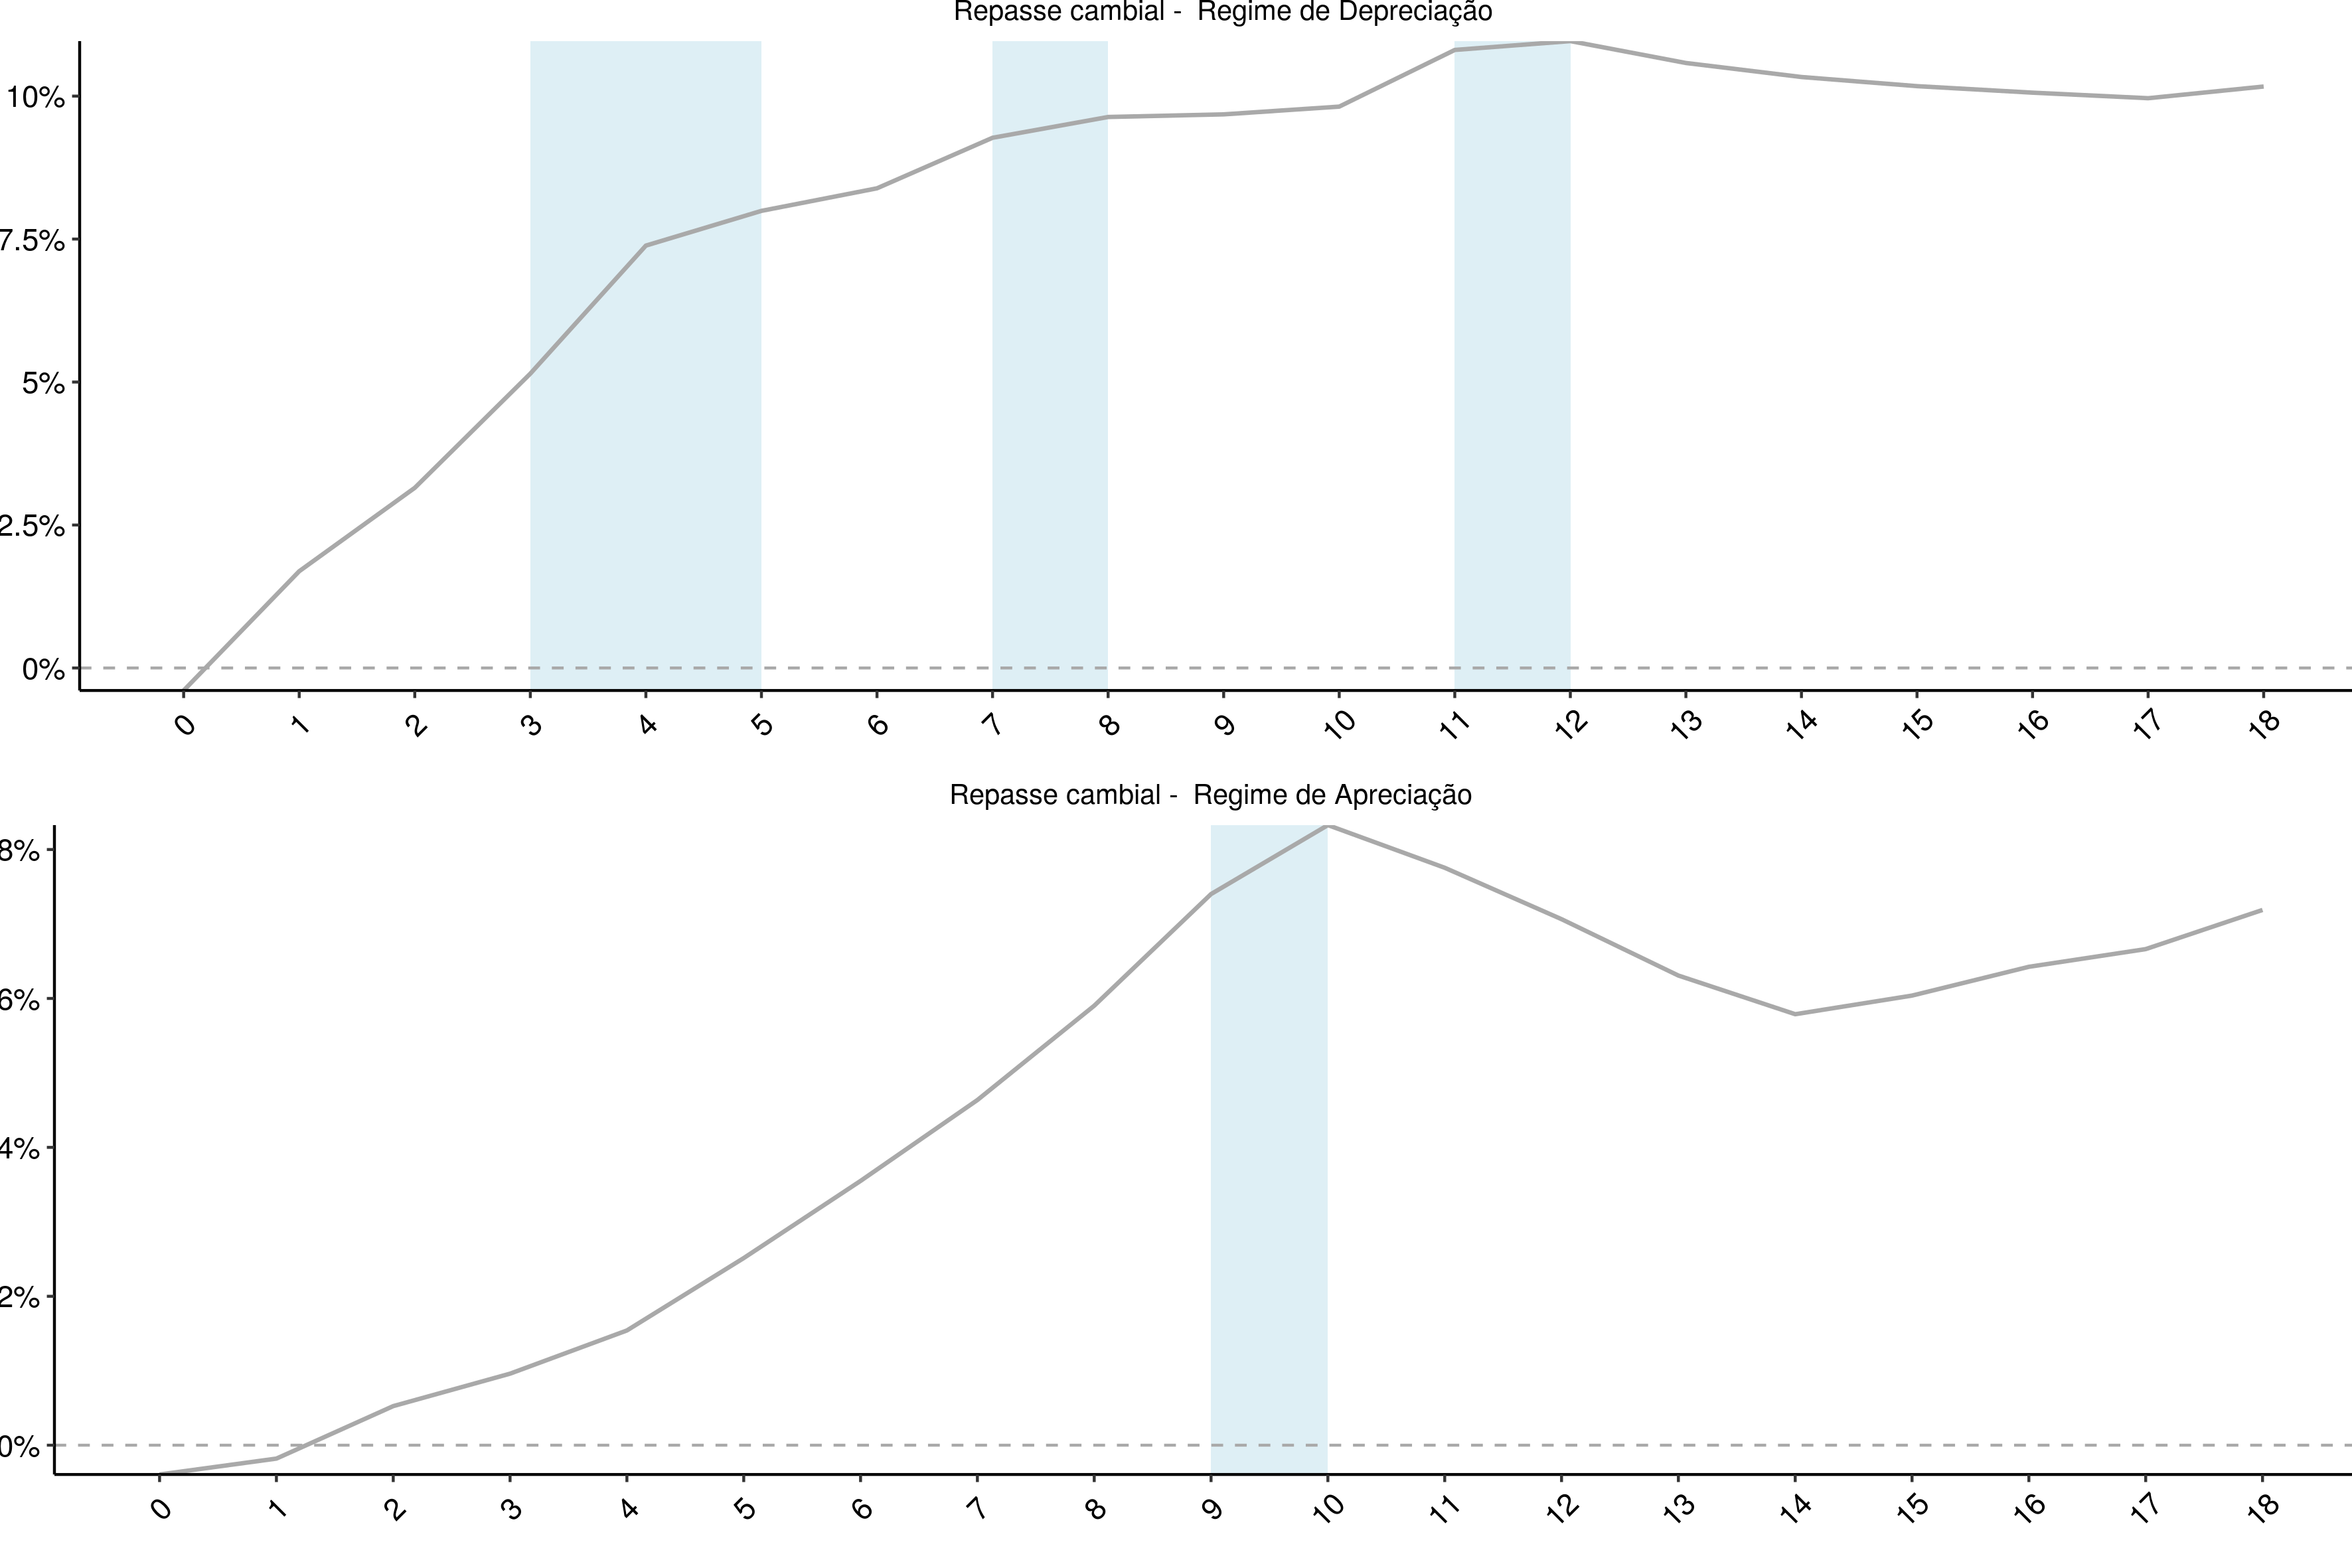 Repasse cambial -  Regime de Depreciação
10%
7.5%
5%
2.5%
0%
0 1 2 3 4 5 6 7 8 9 10 11 12 13 14 15 16 17 18
Repasse cambial -  Regime de Apreciação
8%
6%
4%
2%
0%
0 1 2 3 4 5 6 7 8 9 10 11 12 13 14 15 16 17 18